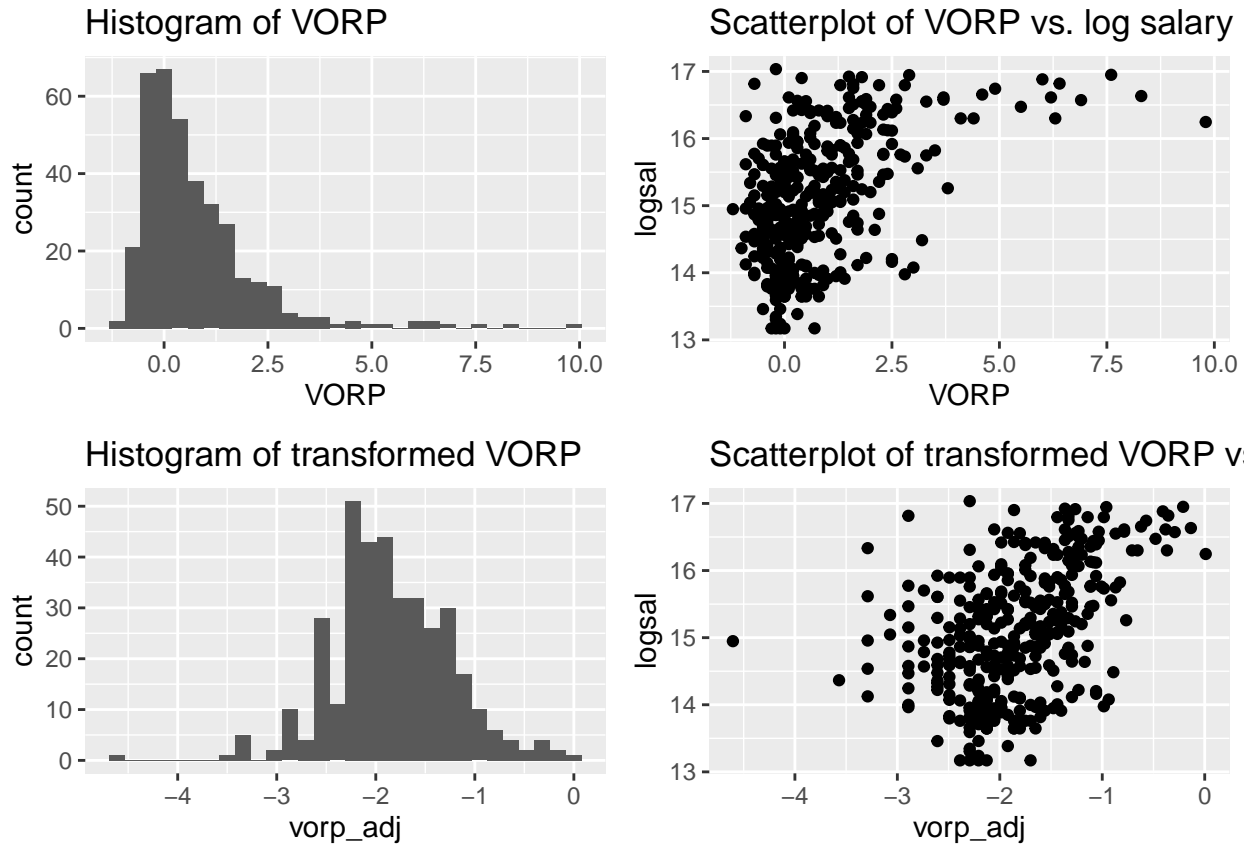 Histogram of VORP
60
40
20
0
count
0.0 2.5 5.0 7.5 10.0
VORP
Scatterplot of VORP vs. log salary
17
16
15
14
13
logsal
0.0 2.5 5.0 7.5 10.0
VORP
Histogram of transformed VORP
50
40
30
20
10
0
count
−4 −3 −2 −1 0
vorp_adj
Scatterplot of transformed VORP vs
17
16
15
14
13
logsal
−4 −3 −2 −1 0
vorp_adj